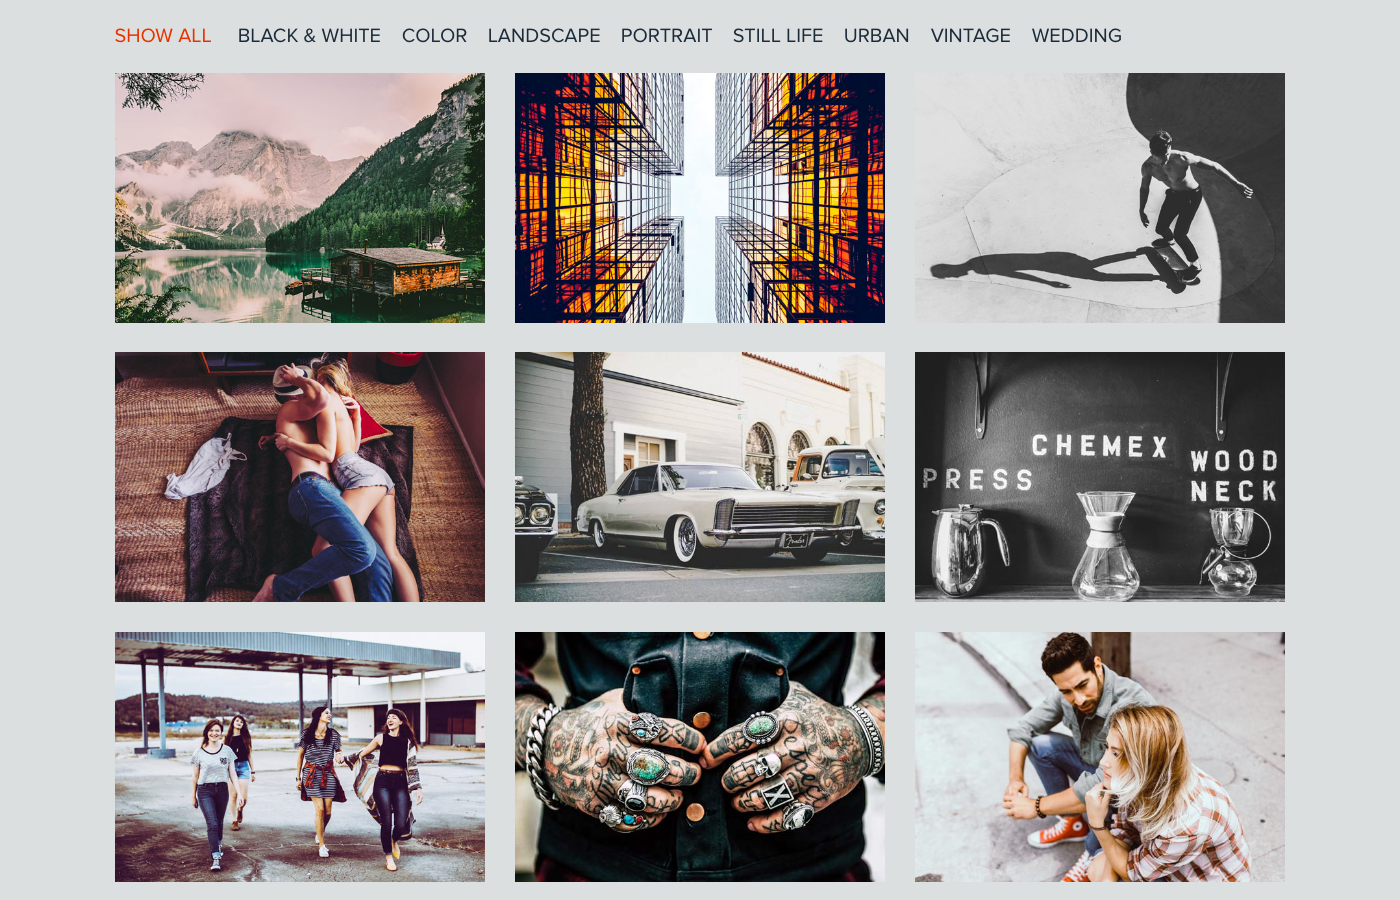 SHOW ALL BLACK & WHITE COLOR LANDSCAPE PORTRAIT STILL LIFE URBAN VINTAGE WEDDING
PRESS
CHEMEX
WOOD
NECK